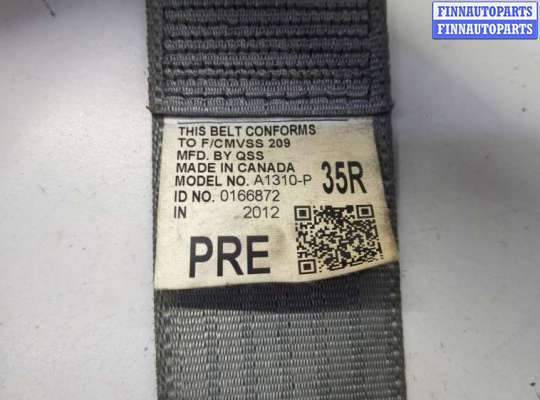 FINNAUTOPARTS
FINNAUTOPARTS
THIS BELT CONFORMS
TO F/CMVSS 209
MFD. BY QSS
MADE IN CANADA
MODEL NO. A1310-P 35R
ID NO. 0166872
IN 2012
PRE